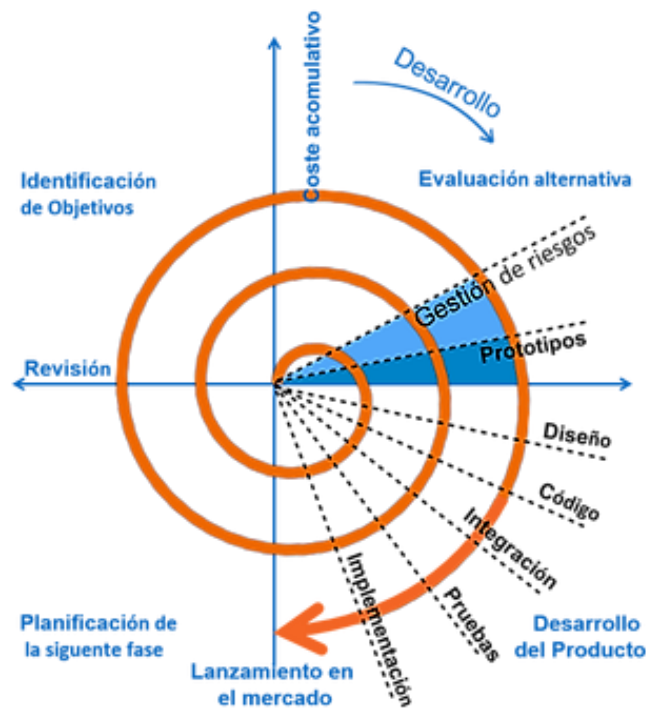 Coste acomulativo
Desarrollo
Identificación
de Objetivos
Evaluación alternativa
Gestión de riesgos
Prototipos
Revisión
Diseño
Código
Integración
Pruebas
Implementación
Planificación de
la siguente fase
Lanzamiento en
el mercado
Desarrollo
del Producto